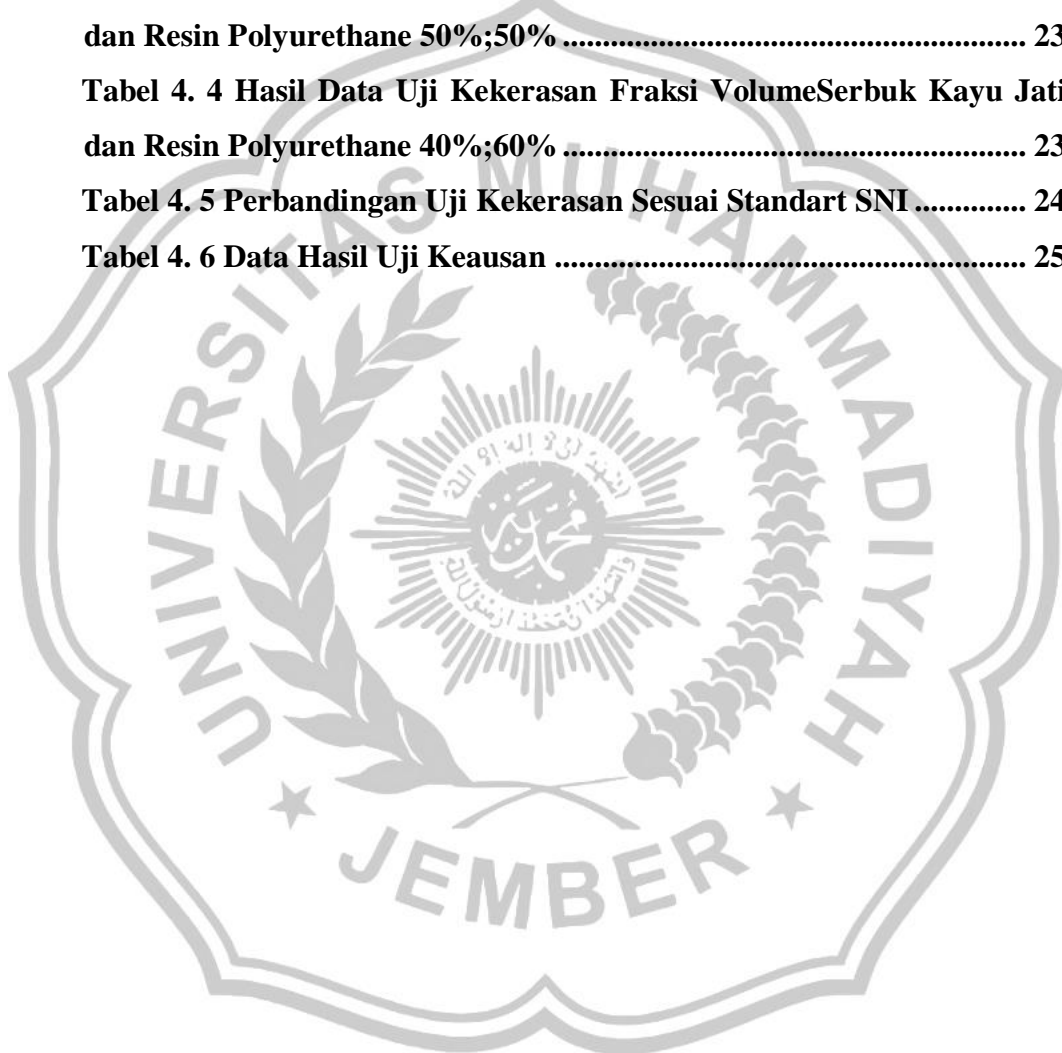 dan Resin Polyurethane 50%;50% ........................................................................ 23
Tabel 4. 4 Hasil Data Uji Kekerasan Fraksi VolumeSerbuk Kayu Jati
dan Resin Polyurethane 40%;60% ........................................................................ 23
Tabel 4. 5 Perbandingan Uji Kekerasan Sesuai Standart SNI .............. 24
Tabel 4. 6 Data Hasil Uji Keausan ........................................................................ 25
UNIVERSITAS MUHAMMADIYAH
JEMBER